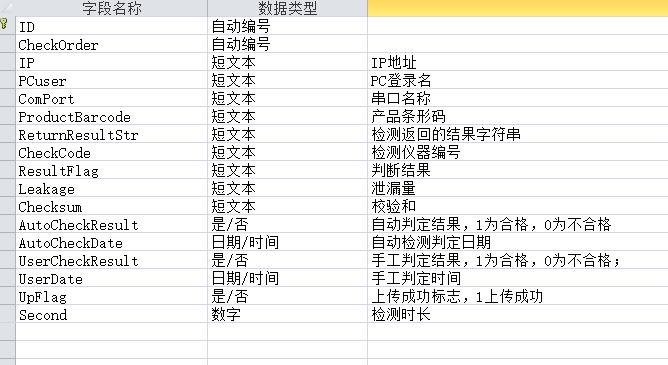 字段名称 数据类型
ID 自动编号
CheckOrder 自动编号
IP 短文本 IP地址
PCuser 短文本 PC登录名
ComPort 短文本 串口名称
ProductBarcode 短文本 产品条形码
ReturnResultStr 短文本 检测返回的结果字符串
CheckCode 短文本 检测仪器编号
ResultFlag 短文本 判断结果
Leakage 短文本 泄漏量
Checksum 短文本 校验和
AutoCheckResult 是/否 自动判定结果，1为合格，0为不合格
AutoCheckDate 日期/时间 自动检测判定日期
UserCheckResult 是/否 手工判定结果，1为合格，0为不合格；
UserDate 日期/时间 手工判定时间
UpFlag 是/否 上传成功标志，1上传成功
Second 数字 检测时长